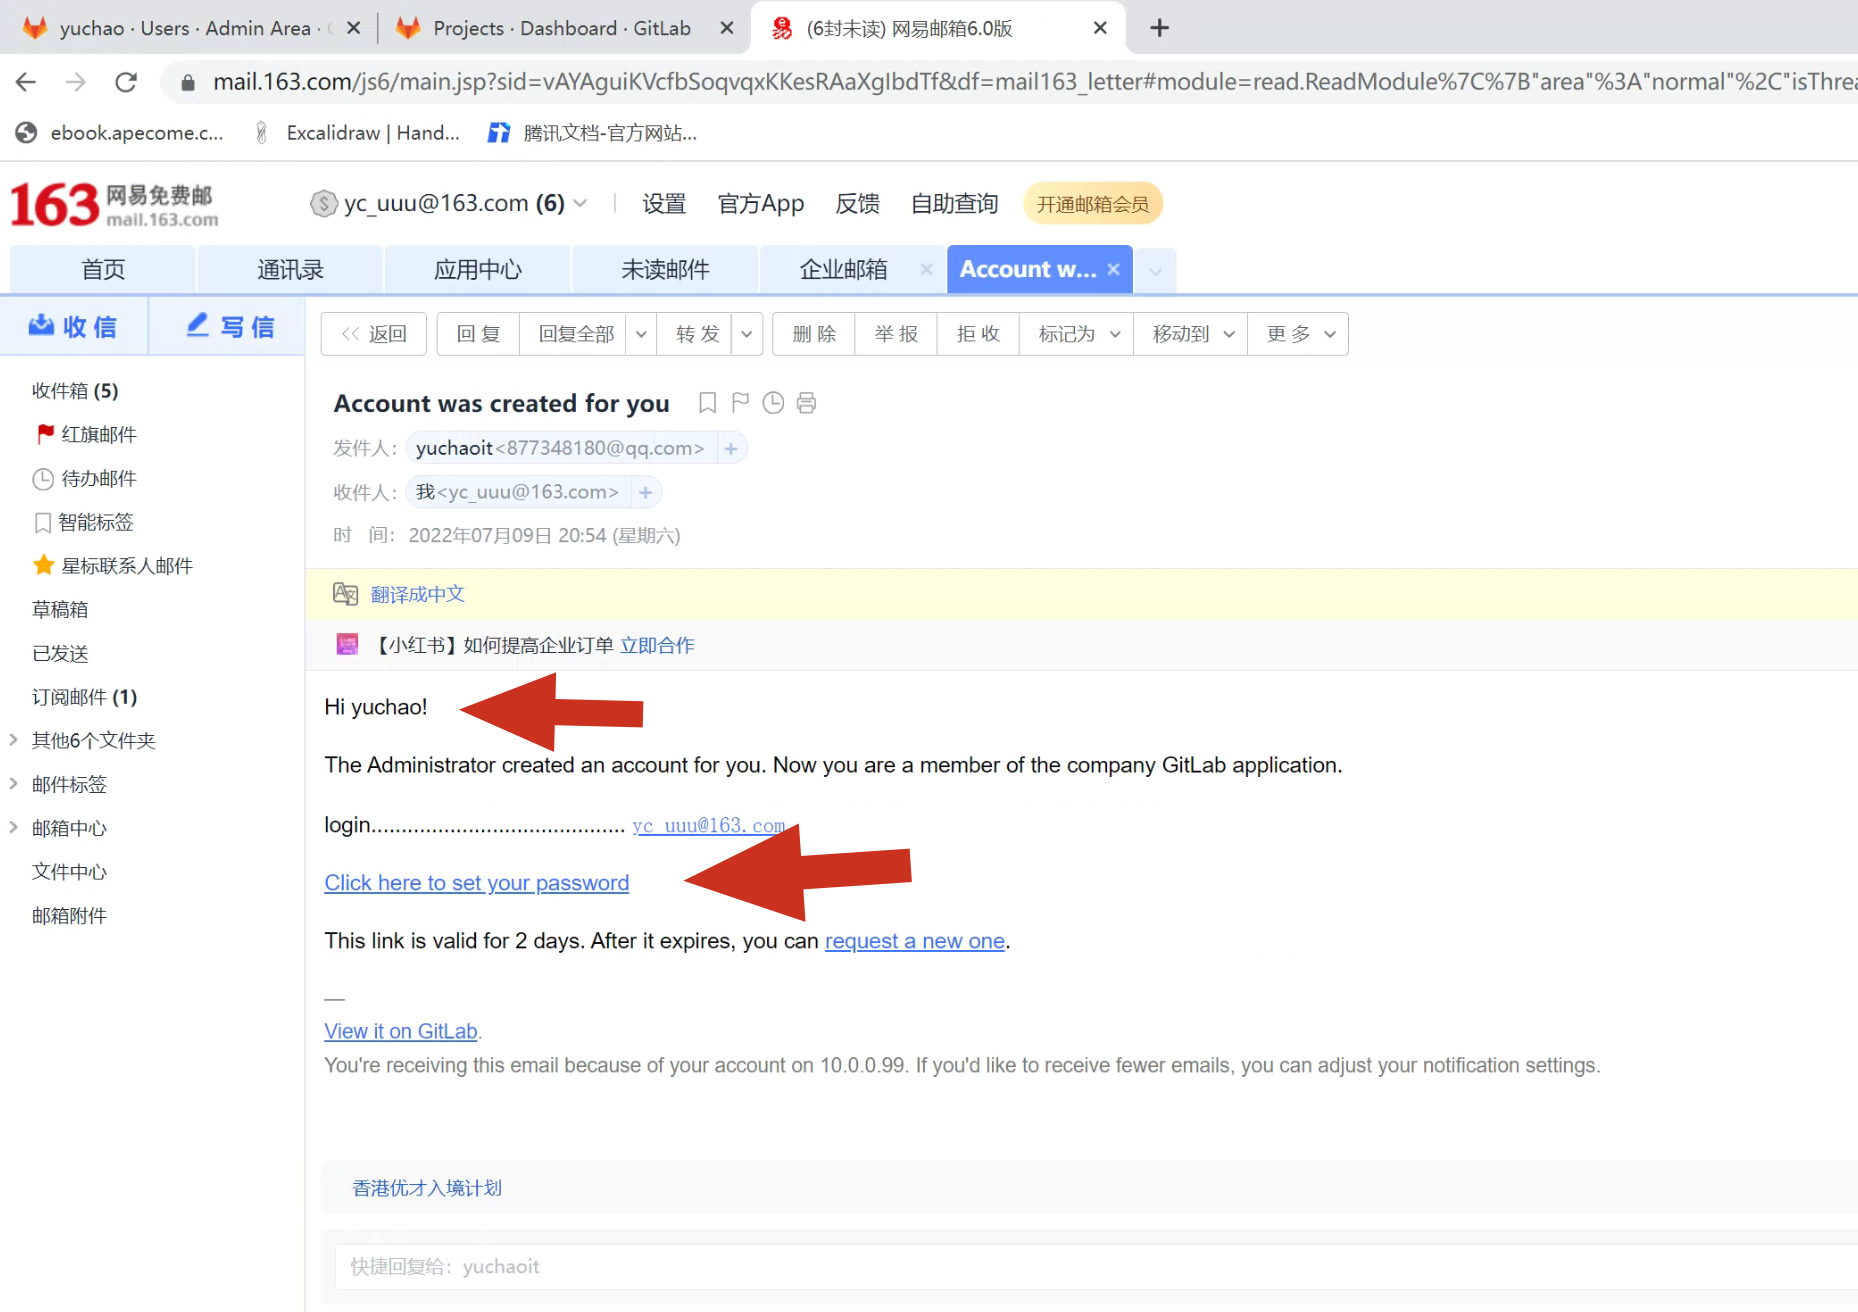 yuchao · Users · Admin Area ·
Projects · Dashboard · GitLab
(6封未读) 网易邮箱6.0版
mail.163.com/js6/main.jsp?sid=vAYAguiKVcfbSoqvqxKKesRAaXgIbdTf&df=mail163_letter#module=read.ReadModule%7C%7B"area"%3A"normal"%2C"isThrea
ebook.apecome.c...
Excalidraw | Hand...
腾讯文档-官方网站...
163 网易免费邮
mail.163.com
yc_uuu@163.com (6)
设置
官方App
反馈
自助查询
开通邮箱会员
首页
通讯录
应用中心
未读邮件
企业邮箱
Account w...
收信
写信
<< 返回
回复
回复全部
转发
删除
举报
拒收
标记为
移动到
更多
收件箱 (5)
红旗邮件
待办邮件
智能标签
星标联系人邮件
草稿箱
已发送
订阅邮件 (1)
其他6个文件夹
邮件标签
邮箱中心
文件中心
邮箱附件
Account was created for you
发件人： yuchaoit<877348180@qq.com> +
收件人： 我<yc_uuu@163.com> +
时 间： 2022年07月09日 20:54 (星期六)
翻译成中文
【小红书】如何提高企业订单 立即合作
Hi yuchao!
The Administrator created an account for you. Now you are a member of the company GitLab application.
login.......................................... yc_uuu@163.com
Click here to set your password
This link is valid for 2 days. After it expires, you can request a new one.
—
View it on GitLab.
You're receiving this email because of your account on 10.0.0.99. If you'd like to receive fewer emails, you can adjust your notification settings.
香港优才入境计划
快捷回复给：yuchaoit